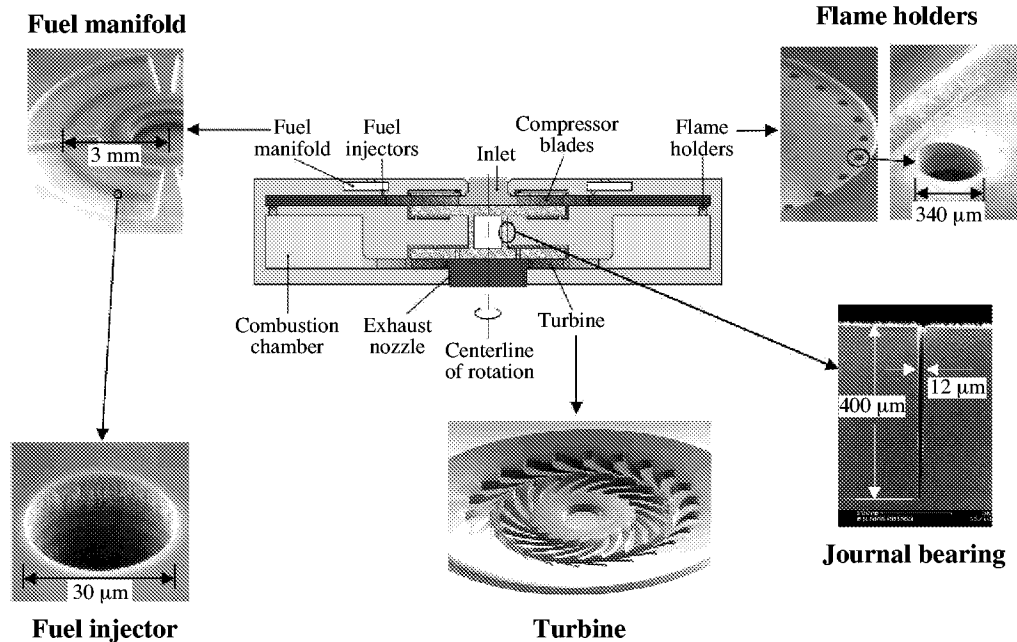 Fuel manifold
Flame holders
3 mm
Fuel
manifold
Fuel
injectors
Inlet
Compressor
blades
Flame
holders
340 µm
Combustion
chamber
Exhaust
nozzle
Centerline
of rotation
Turbine
12 µm
400 µm
30 µm
Fuel injector
Turbine
Journal bearing